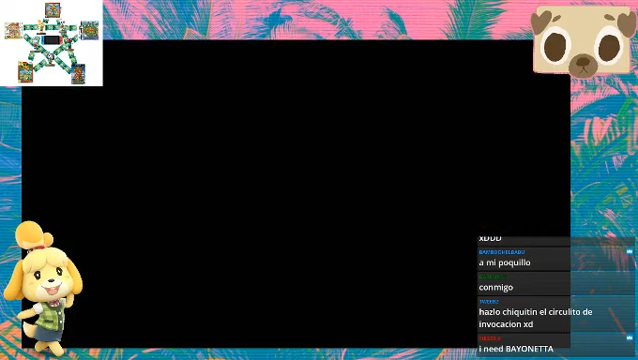 XDDD
a mi poquillo
conmigo
hazlo chiquitin el circulito de
invocacion xd
i need BAYONETTA